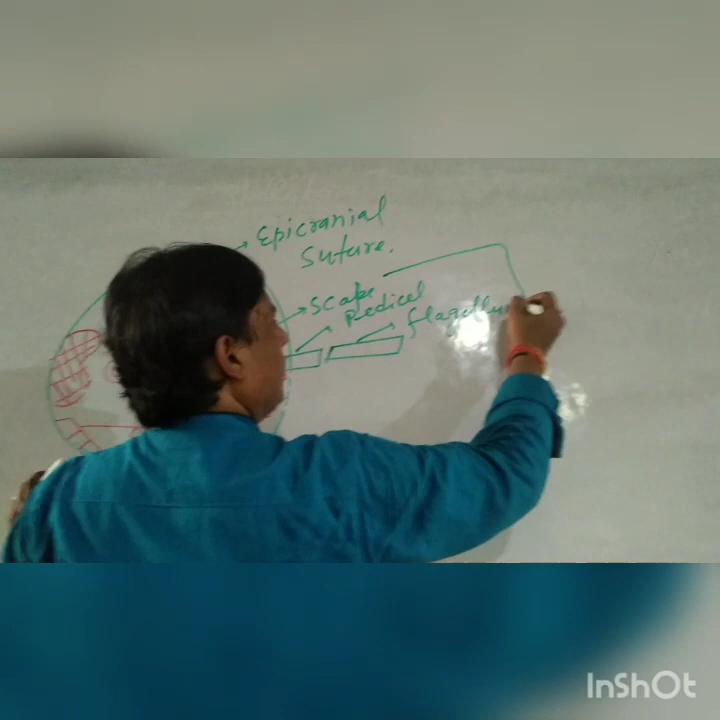 Epicranial
Suture.
Scape
Pedicel
flagellu
InShOt